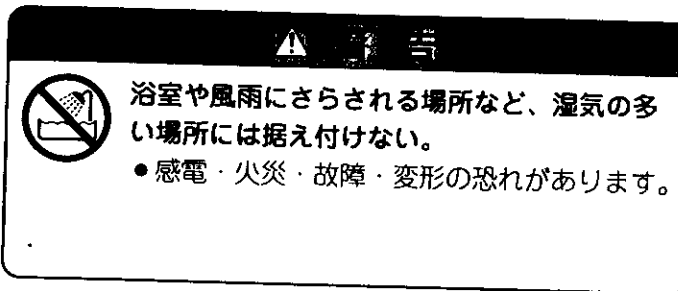 ⚠ 警告
浴室や風雨にさらされる場所など、湿気の多
い場所には据え付けない。
●感電・火災・故障・変形の恐れがあります。